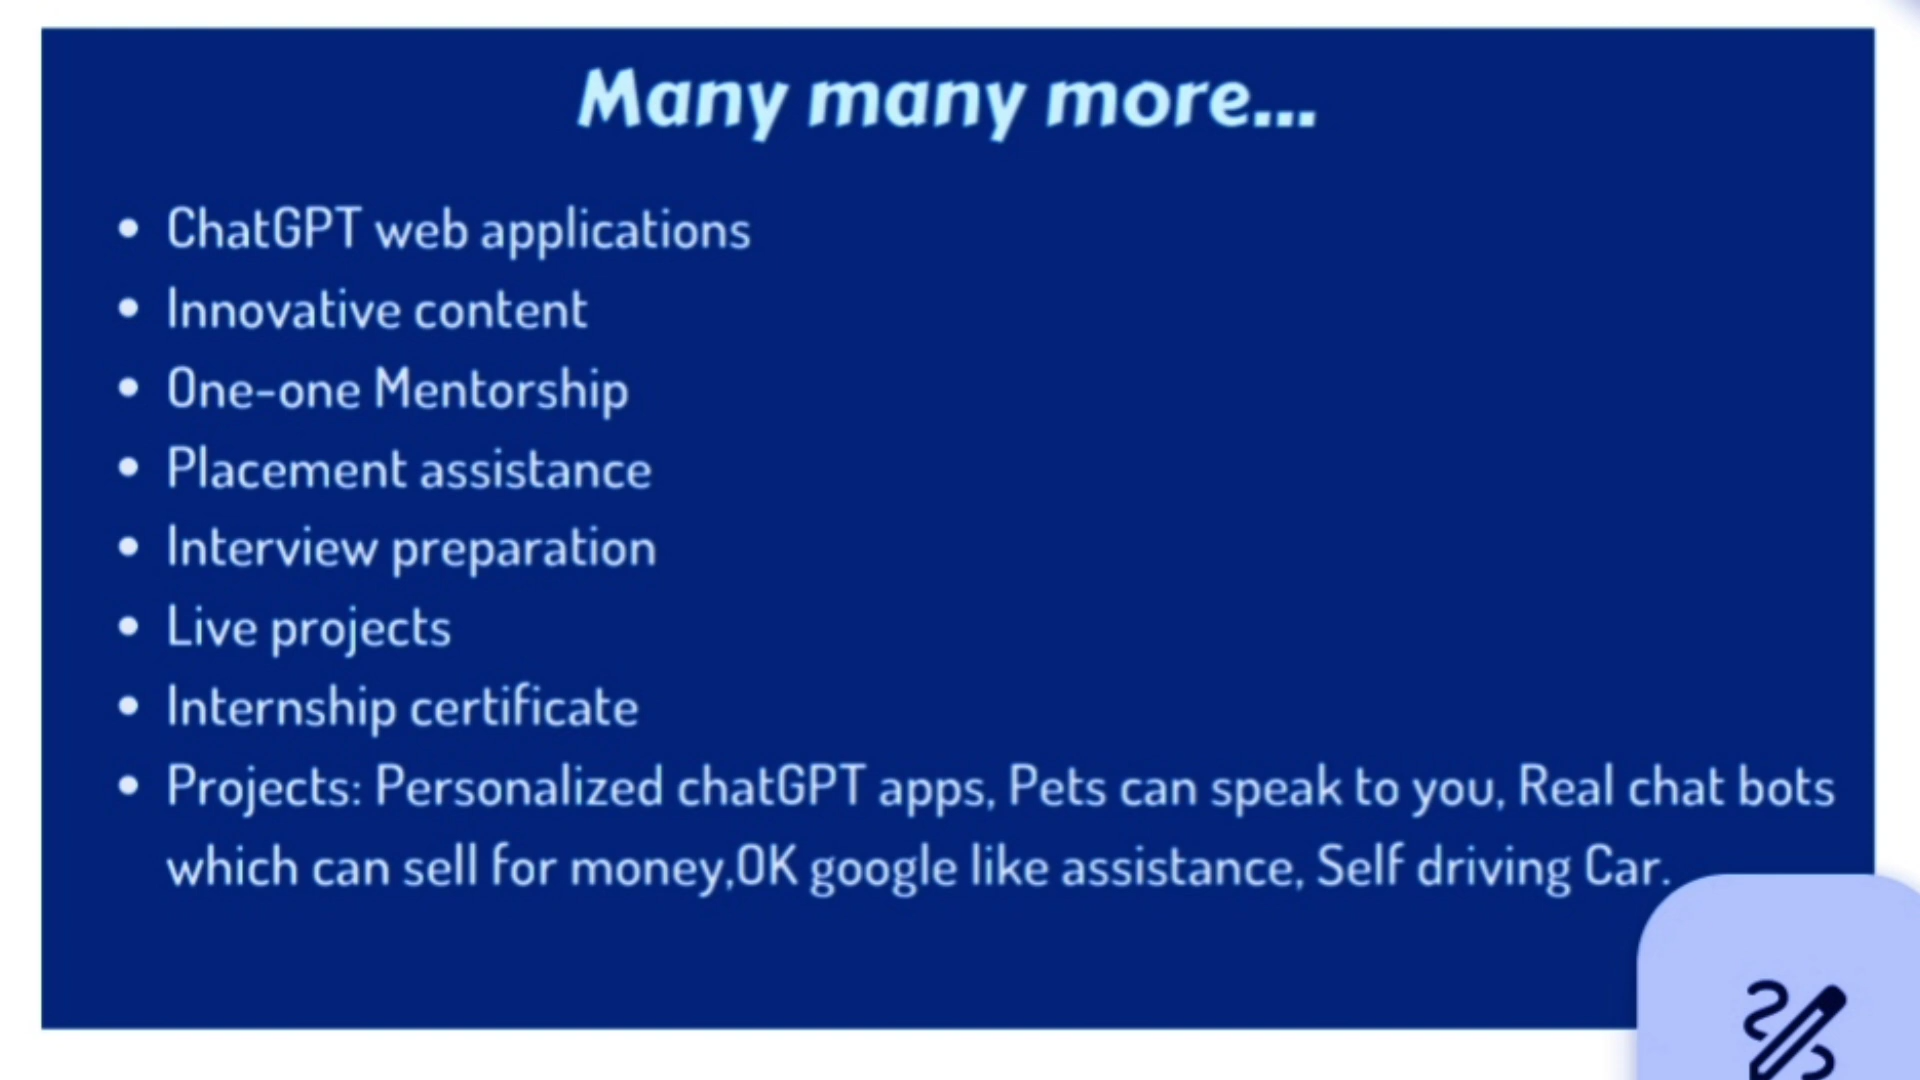 Many many more...
• ChatGPT web applications
• Innovative content
• One-one Mentorship
• Placement assistance
• Interview preparation
• Live projects
• Internship certificate
• Projects: Personalized chatGPT apps, Pets can speak to you, Real chat bots
which can sell for money,OK google like assistance, Self driving Car.